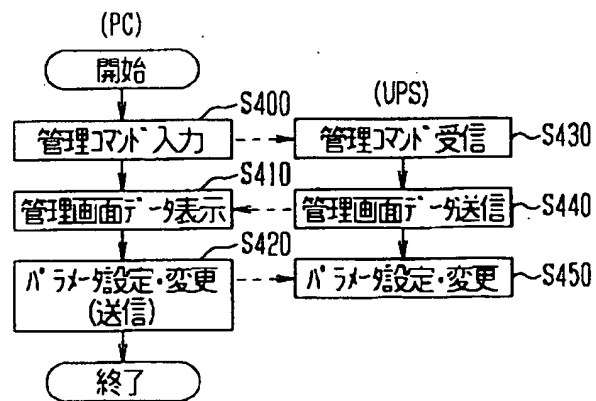 (PC)
開始
S400
(UPS)
管理コマンド入力
管理コマンド受信
S430
S410
管理画面データ表示
管理画面データ送信
S440
S420
パラメータ設定・変更
(送信)
パラメータ設定・変更
S450
終了